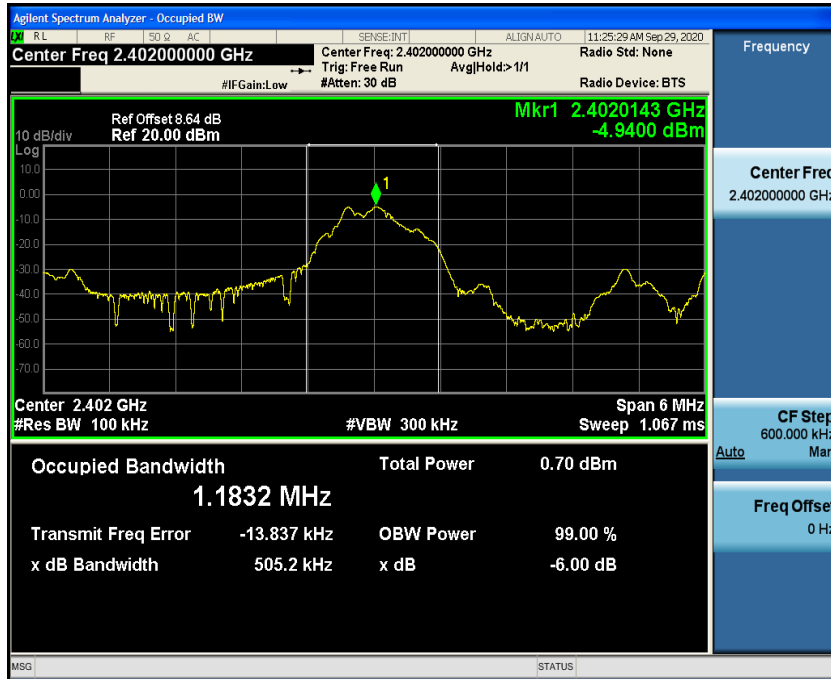 Agilent Spectrum Analyzer - Occupied BW
LXI RL RF 50 Ω AC SENSE:INT ALIGN AUTO 11:25:29 AM Sep 29, 2020
Center Freq 2.402000000 GHz
Center Freq: 2.402000000 GHz
Radio Std: None
Trig: Free Run Avg|Hold:>1/1
#IFGain:Low #Atten: 30 dB Radio Device: BTS
Frequency
Mkr1 2.4020143 GHz
-4.9400 dBm
Ref Offset 8.64 dB
10 dB/div Ref 20.00 dBm
Log
10.0
0.00
-10.0
-20.0
-30.0
-40.0
-50.0
-60.0
-70.0
1
Center 2.402 GHz Span 6 MHz
#Res BW 100 kHz #VBW 300 kHz Sweep 1.067 ms
Occupied Bandwidth Total Power 0.70 dBm
1.1832 MHz
Transmit Freq Error -13.837 kHz OBW Power 99.00 %
x dB Bandwidth 505.2 kHz x dB -6.00 dB
Center Freq
2.402000000 GHz
CF Step
600.000 kHz
Auto Man
Freq Offset
0 Hz
MSG STATUS